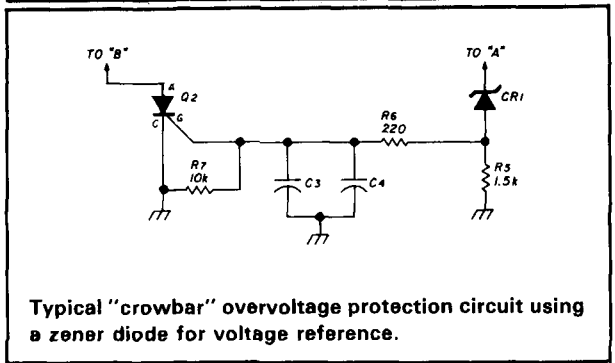 TO "B"
TO "A"
A
Q2
CR1
C
G
R6
220
R7
10k
C3
C4
R5
1.5k
Typical "crowbar" overvoltage protection circuit using
a zener diode for voltage reference.